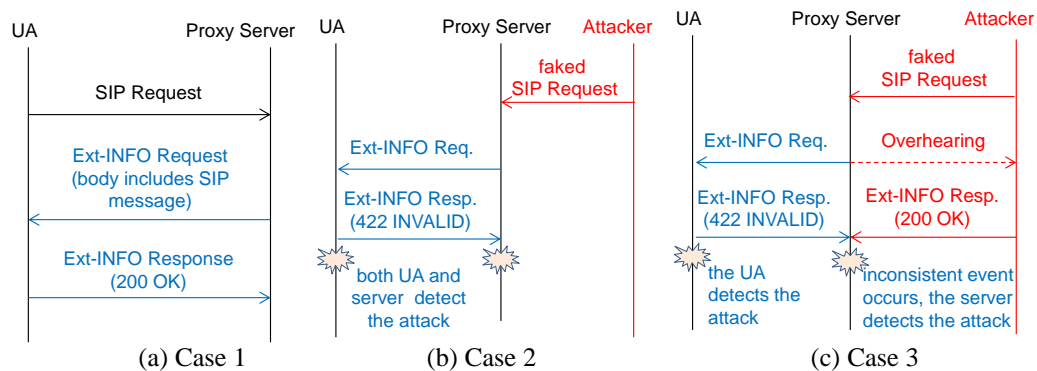 UA
Proxy Server
SIP Request
Ext-INFO Request
(body includes SIP
message)
Ext-INFO Response
(200 OK)
(a) Case 1
UA
Proxy Server
Attacker
faked
SIP Request
Ext-INFO Req.
Ext-INFO Resp.
(422 INVALID)
both UA and
server detect
the attack
(b) Case 2
UA
Proxy Server
Attacker
faked
SIP Request
Ext-INFO Req.
Overhearing
Ext-INFO Resp.
(422 INVALID)
Ext-INFO Resp.
(200 OK)
the UA
detects the
attack
inconsistent event
occurs, the server
detects the attack
(c) Case 3